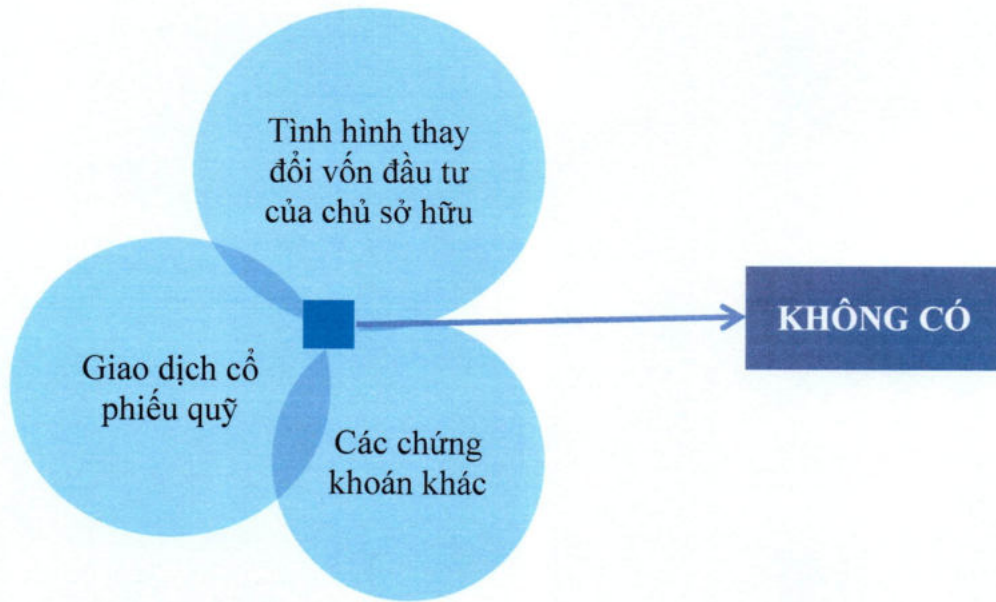 Tình hình thay
đổi vốn đầu tư
của chủ sở hữu
Giao dịch cổ
phiếu quỹ
Các chứng
khoán khác
KHÔNG CÓ